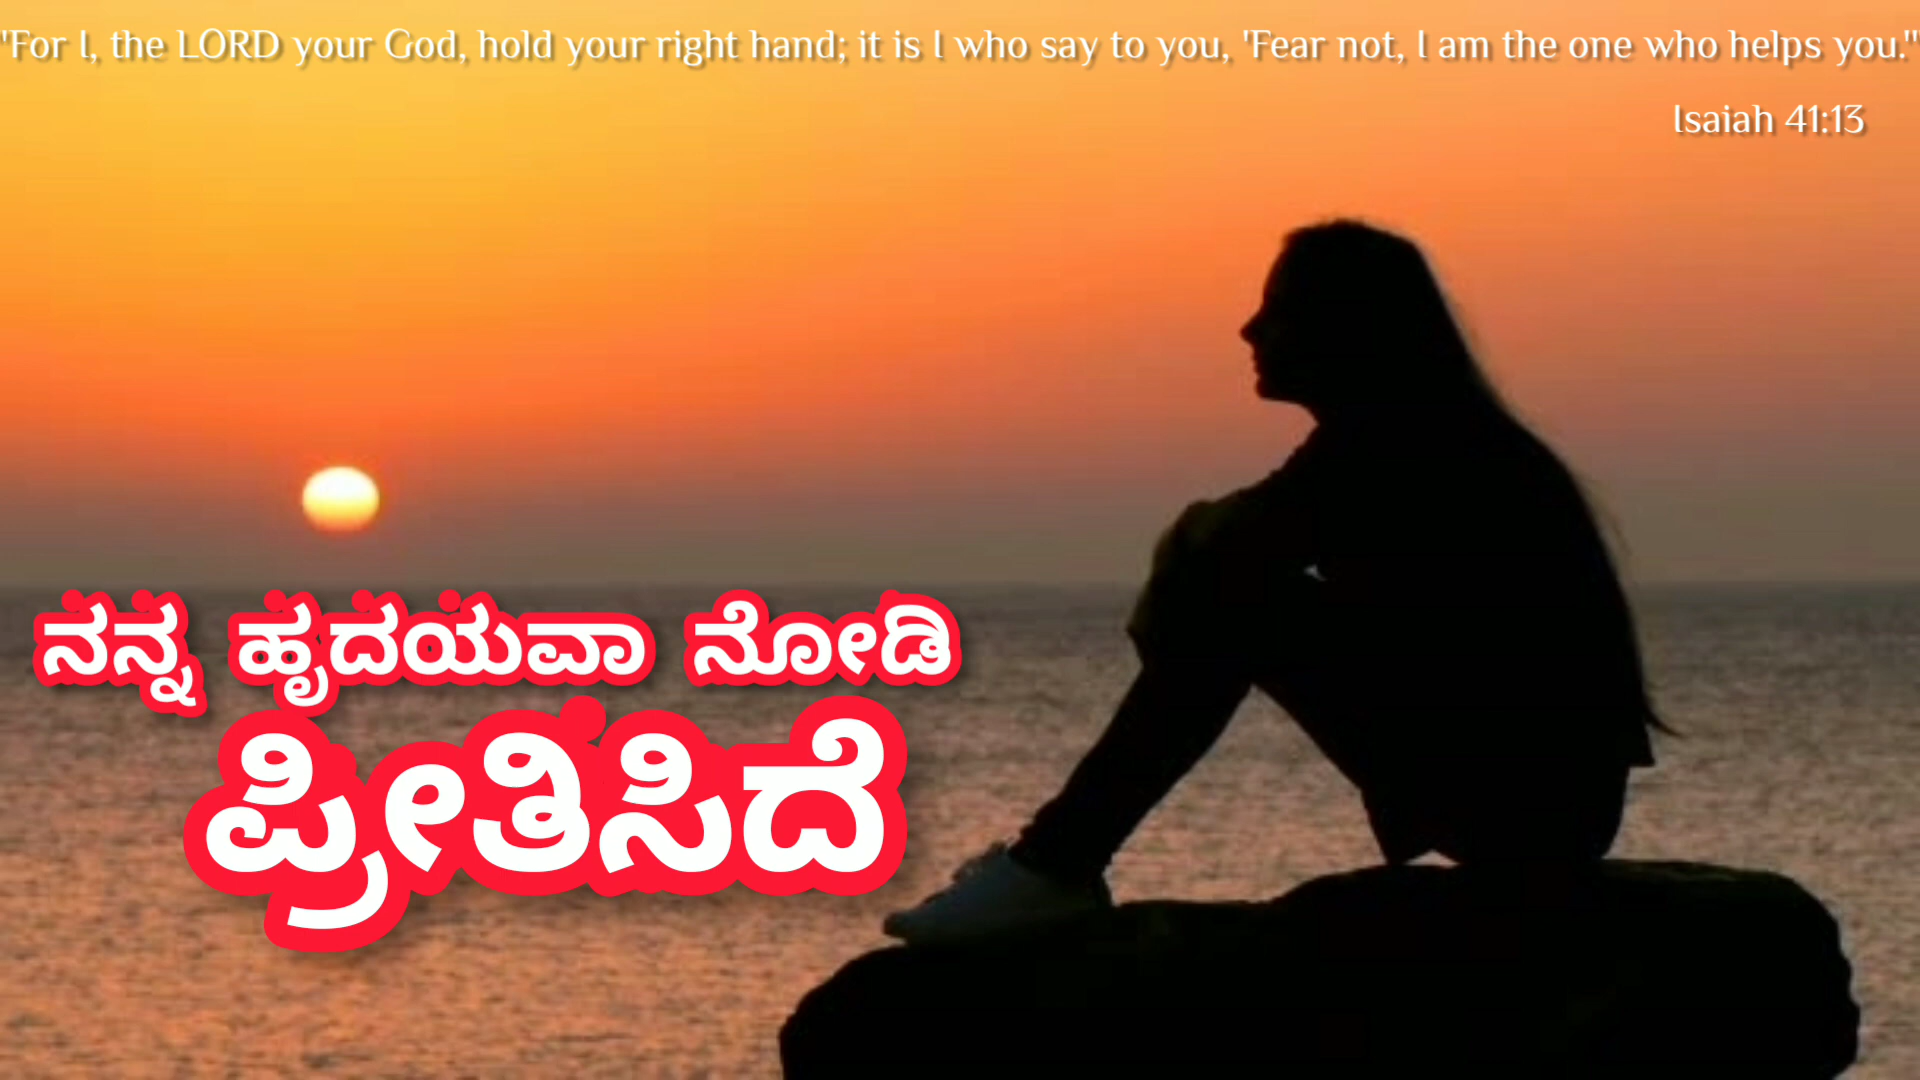 "For I, the LORD your God, hold your right hand; it is I who say to you, 'Fear not, I am the one who helps you.'"
Isaiah 41:13
ನನ್ನ ಹೃದಯವಾ ನೋಡಿ
ಪ್ರೀತಿಸಿದೆ